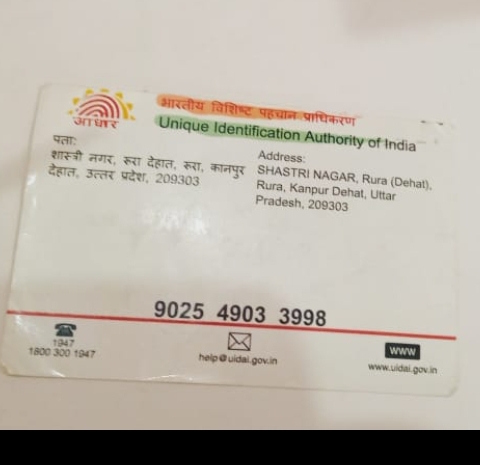 आधार
भारतीय विशिष्ट पहचान प्राधिकरण
Unique Identification Authority of India
पता:
शास्त्री नगर, रूरा देहात, रूरा, कानपुर
देहात, उत्तर प्रदेश, 209303
Address:
SHASTRI NAGAR, Rura (Dehat),
Rura, Kanpur Dehat, Uttar
Pradesh, 209303
9025 4903 3998
1947
1800 300 1947
help@uidai.gov.in
WWW
www.uidai.gov.in